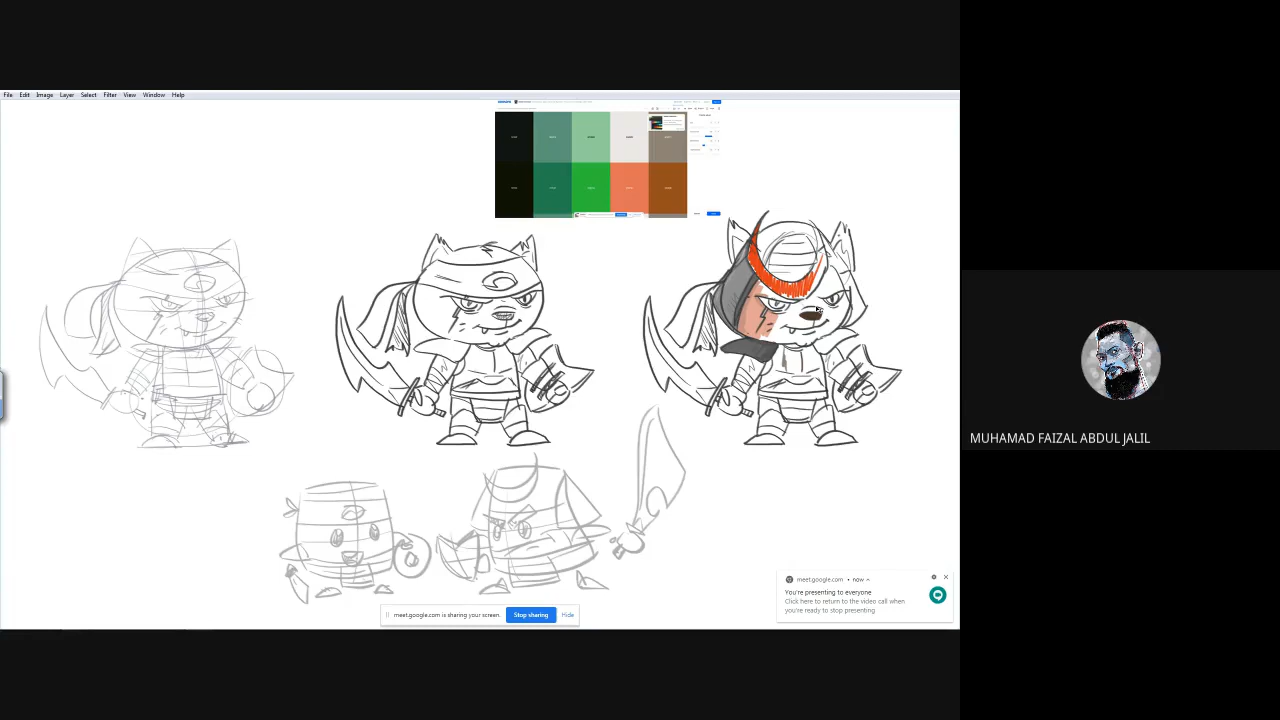 File Edit Image Layer Select Filter View Window Help
MUHAMAD FAIZAL ABDUL JALIL
meet.google.com • now
You're presenting to everyone
Click here to return to the video call when
you're ready to stop presenting
meet.google.com is sharing your screen. Stop sharing Hide